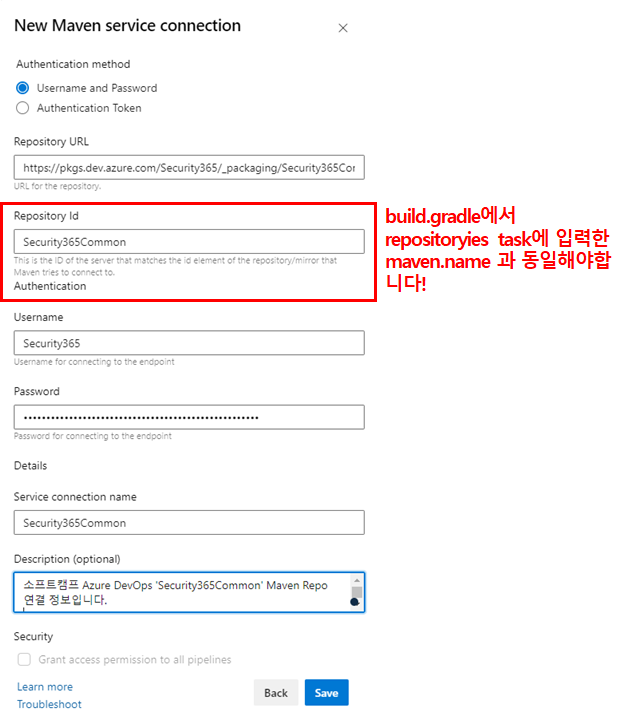 New Maven service connection
Authentication method
Username and Password
Authentication Token
Repository URL
https://pkgs.dev.azure.com/Security365/_packaging/Security365Cor
URL for the repository.
Repository Id
Security365Common
This is the ID of the server that matches the id element of the repository/mirror that
Maven tries to connect to.
Authentication
build.gradle에서
repositoryies task에 입력한
maven.name 과 동일해야합
니다!
Username
Security365
Username for connecting to the endpoint
Password
Password for connecting to the endpoint
Details
Service connection name
Security365Common
Description (optional)
소프트캠프 Azure DevOps 'Security365Common' Maven Repo
연결 정보입니다.
Security
Grant access permission to all pipelines
Learn more
Troubleshoot
Back
Save